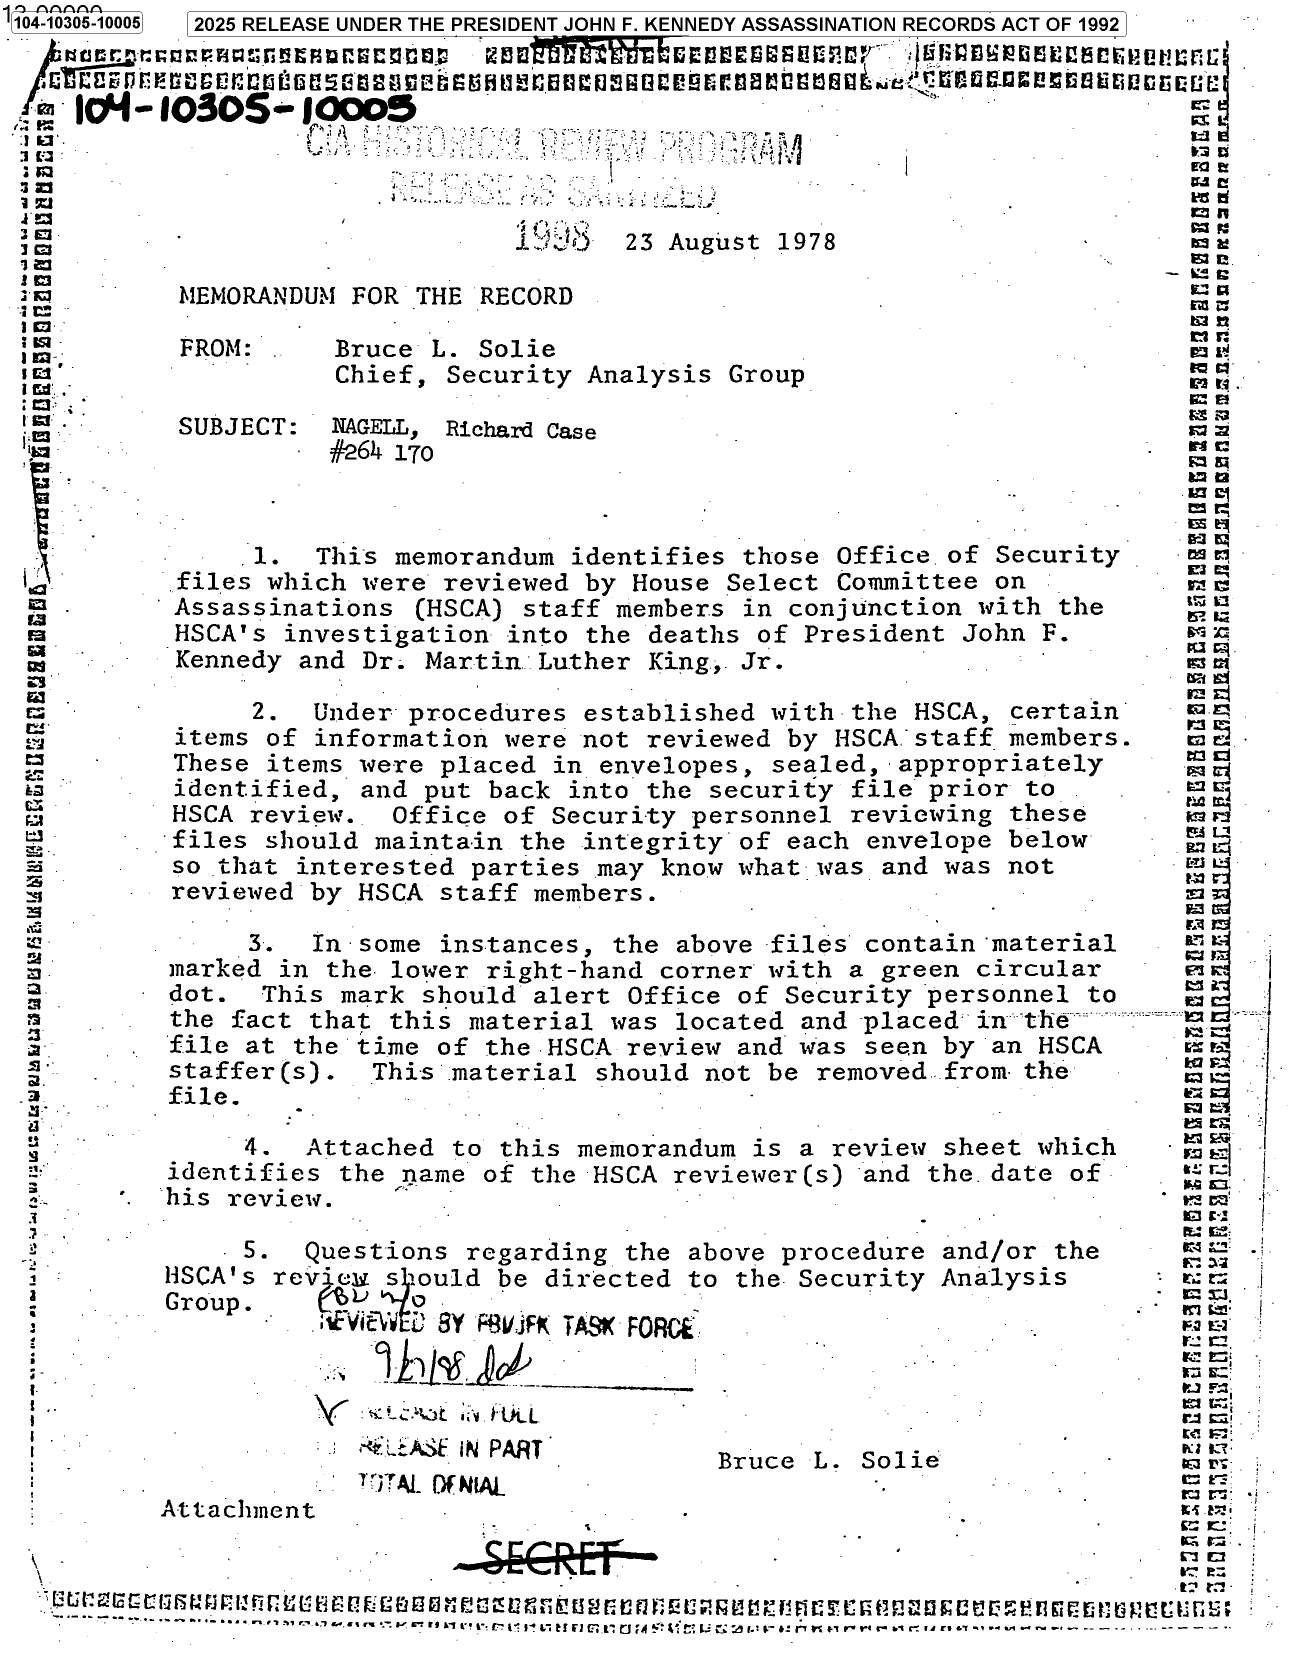 104-10305-10005
2025 RELEASE UNDER THE PRESIDENT JOHN F. KENNEDY ASSASSINATION RECORDS ACT OF 1992
104-10305-10005
CIA HISTORICAL REVIEW PROGRAM
RELEASE AS SANITIZED
1998 23 August 1978
MEMORANDUM FOR THE RECORD
FROM: Bruce L. Solie
Chief, Security Analysis Group
SUBJECT: NAGELL, Richard Case
#264 170
1. This memorandum identifies those Office of Security
files which were reviewed by House Select Committee on
Assassinations (HSCA) staff members in conjunction with the
HSCA's investigation into the deaths of President John F.
Kennedy and Dr. Martin Luther King, Jr.
2. Under procedures established with the HSCA, certain
items of information were not reviewed by HSCA staff members.
These items were placed in envelopes, sealed, appropriately
identified, and put back into the security file prior to
HSCA review. Office of Security personnel reviewing these
files should maintain the integrity of each envelope below
so that interested parties may know what was and was not
reviewed by HSCA staff members.
3. In some instances, the above files contain material
marked in the lower right-hand corner with a green circular
dot. This mark should alert Office of Security personnel to
the fact that this material was located and placed in the
file at the time of the HSCA review and was seen by an HSCA
staffer(s). This material should not be removed from the
file.
4. Attached to this memorandum is a review sheet which
identifies the name of the HSCA reviewer(s) and the date of
his review.
5. Questions regarding the above procedure and/or the
HSCA's review should be directed to the Security Analysis
Group.
REVIEWED BY FBI/JFK TASK FORCE
ON
RELEASE IN FULL
RELEASE IN PART
TOTAL DENIAL
Bruce L. Solie
Attachment
SECRET